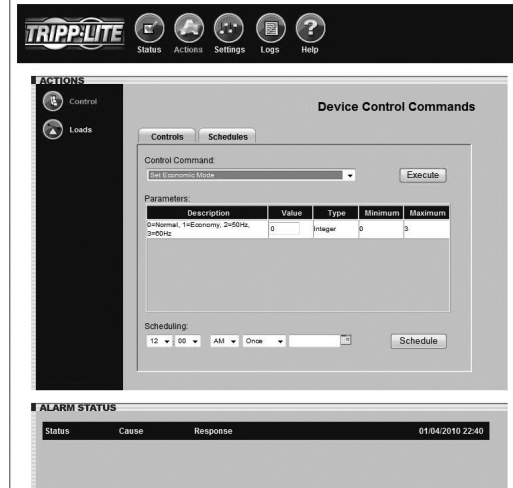 TRIPP·LITE
Status Actions Settings Logs Help
ACTIONS
Control
Loads
Device Control Commands
Controls Schedules
Control Command:
Set Economic Mode
Execute
Parameters:
Description Value Type Minimum Maximum
0=Normal, 1=Economy, 2=50Hz,
3=60Hz
0 Integer 0 3
Scheduling:
12 : 00 AM Once
Schedule
ALARM STATUS
Status Cause Response 01/04/2010 22:40